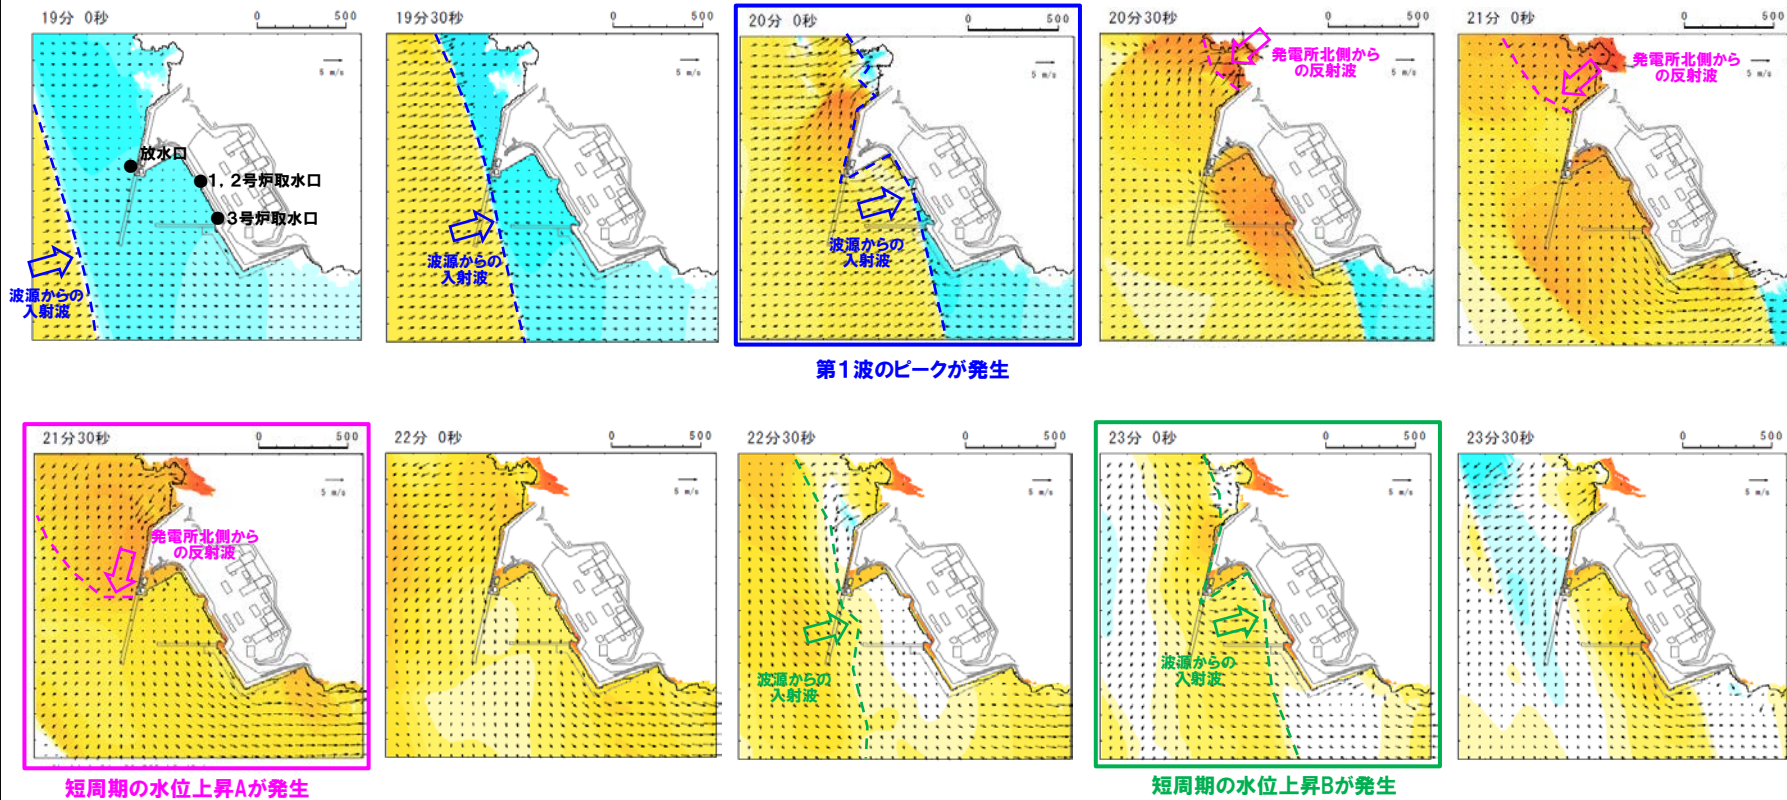 19分 0秒
0 500
5 m/s
放水口
1，2号炉取水口
3号炉取水口
波源からの
入射波
19分30秒
0 500
5 m/s
波源からの
入射波
20分 0秒
0 500
5 m/s
波源からの
入射波
第1波のピークが発生
20分30秒
0 500
発電所北側から
の反射波
5 m/s
21分 0秒
0 500
発電所北側から
の反射波
5 m/s
21分30秒
0 500
5 m/s
発電所北側から
の反射波
短周期の水位上昇Aが発生
22分 0秒
0 500
5 m/s
22分30秒
0 500
5 m/s
波源からの
入射波
23分 0秒
0 500
5 m/s
波源からの
入射波
短周期の水位上昇Bが発生
23分30秒
0 500
5 m/s